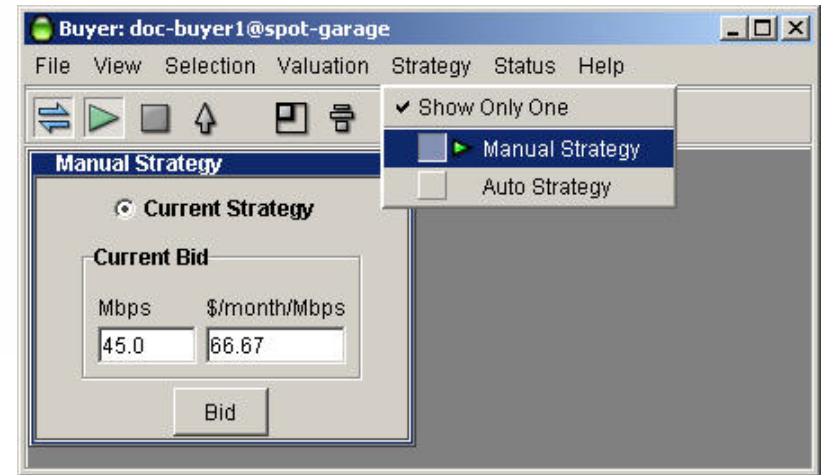 Buyer: doc-buyer1@spot-garage
File View Selection Valuation Strategy Status Help
Show Only One
Manual Strategy
Auto Strategy
Manual Strategy
Current Strategy
Current Bid
Mbps $/month/Mbps
45.0 66.67
Bid